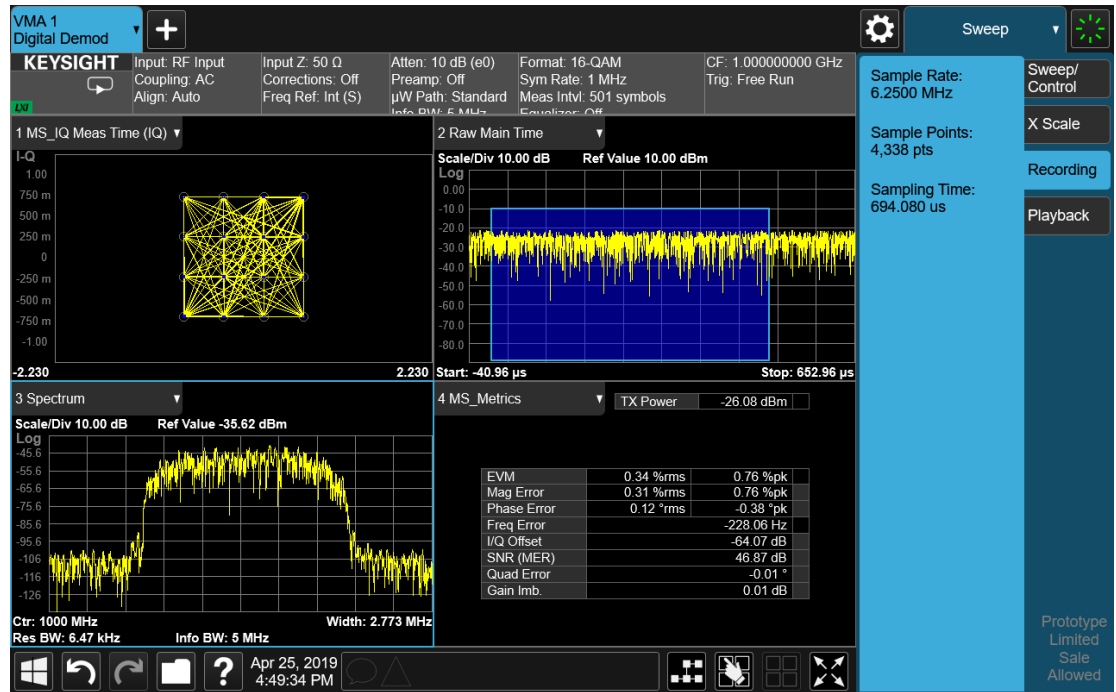 VMA 1
Digital Demod
Sweep
KEYSIGHT
LXI
Input: RF Input
Coupling: AC
Align: Auto
Input Z: 50 Ω
Corrections: Off
Freq Ref: Int (S)
Atten: 10 dB (e0)
Preamp: Off
µW Path: Standard
Info BW: 5 MHz
Format: 16-QAM
Sym Rate: 1 MHz
Meas Intvl: 501 symbols
Equalizer: Off
CF: 1.000000000 GHz
Trig: Free Run
1 MS_IQ Meas Time (IQ)
I-Q
1.00
750 m
500 m
250 m
0
-250 m
-500 m
-750 m
-1.00
-2.230
2.230
2 Raw Main Time
Scale/Div 10.00 dB Ref Value 10.00 dBm
Log
0.00
-10.0
-20.0
-30.0
-40.0
-50.0
-60.0
-70.0
-80.0
Start: -40.96 µs
Stop: 652.96 µs
3 Spectrum
Scale/Div 10.00 dB Ref Value -35.62 dBm
Log
-45.6
-55.6
-65.6
-75.6
-85.6
-95.6
-106
-116
-126
Ctr: 1000 MHz
Width: 2.773 MHz
Res BW: 6.47 kHz
Info BW: 5 MHz
4 MS_Metrics
TX Power -26.08 dBm
EVM 0.34 %rms 0.76 %pk
Mag Error 0.31 %rms 0.76 %pk
Phase Error 0.12 °rms -0.38 °pk
Freq Error -228.06 Hz
I/Q Offset -64.07 dB
SNR (MER) 46.87 dB
Quad Error -0.01 °
Gain Imb. 0.01 dB
Sample Rate:
6.2500 MHz
Sample Points:
4,338 pts
Sampling Time:
694.080 us
Sweep/
Control
X Scale
Recording
Playback
Prototype
Limited
Sale
Allowed
?
Apr 25, 2019
4:49:34 PM